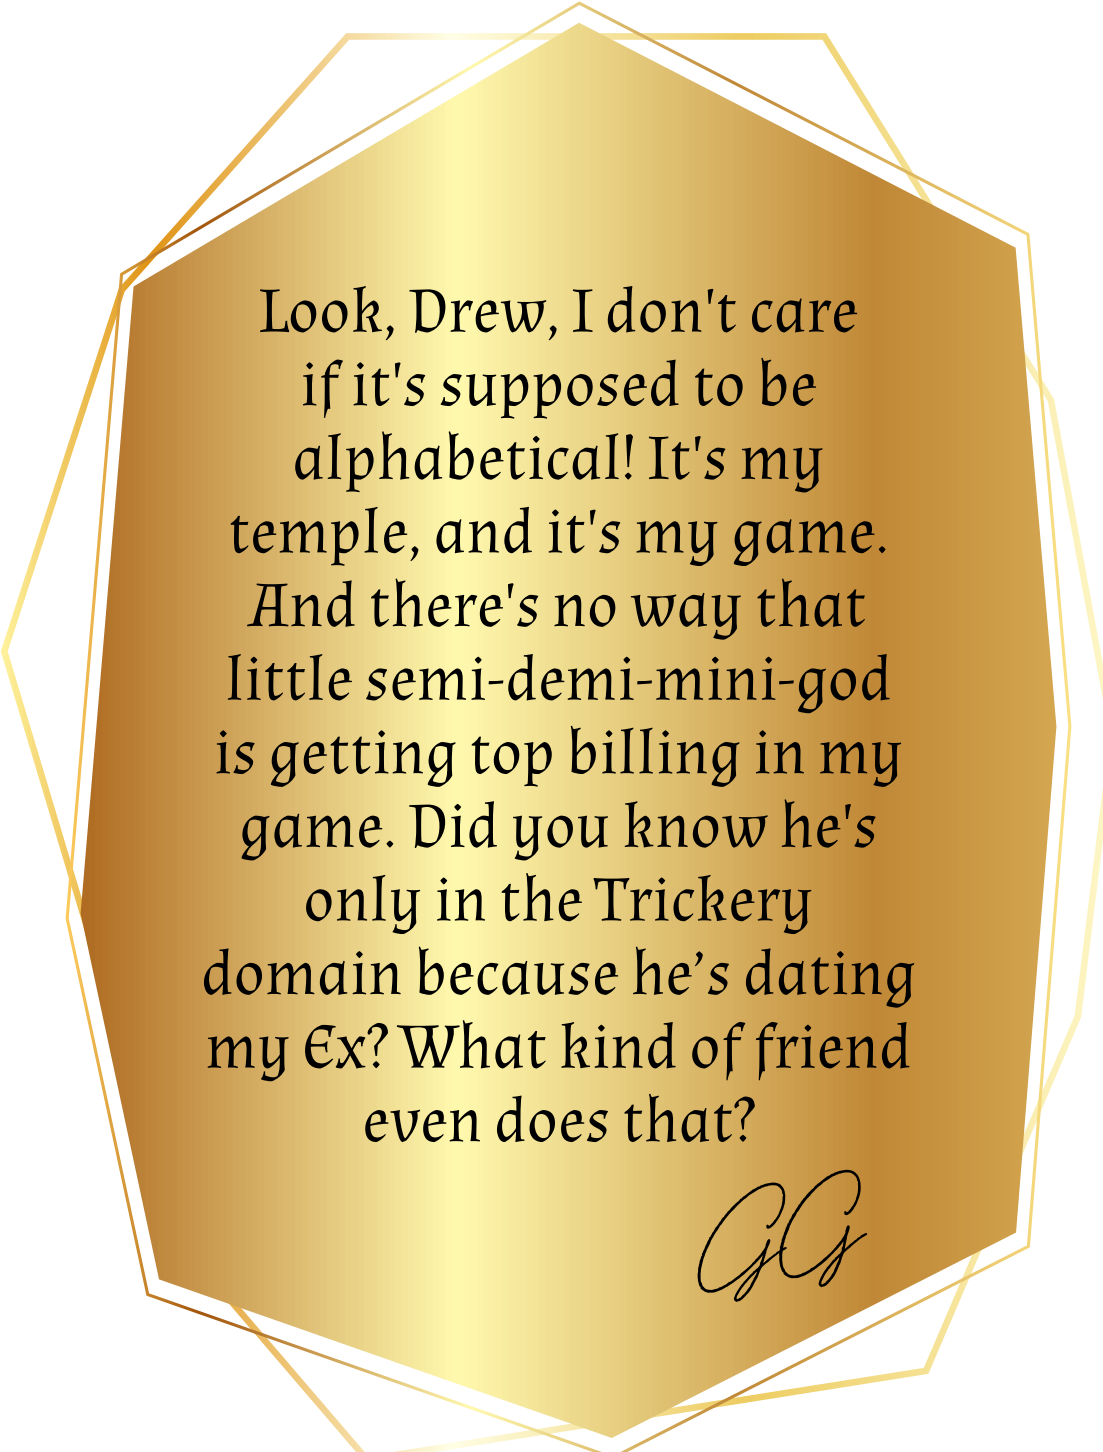 Look, Drew, I don't care
if it's supposed to be
alphabetical! It's my
temple, and it's my game.
And there's no way that
little semi-demi-mini-god
is getting top billing in my
game. Did you know he's
only in the Trickery
domain because he’s dating
my Ex? What kind of friend
even does that?
GG